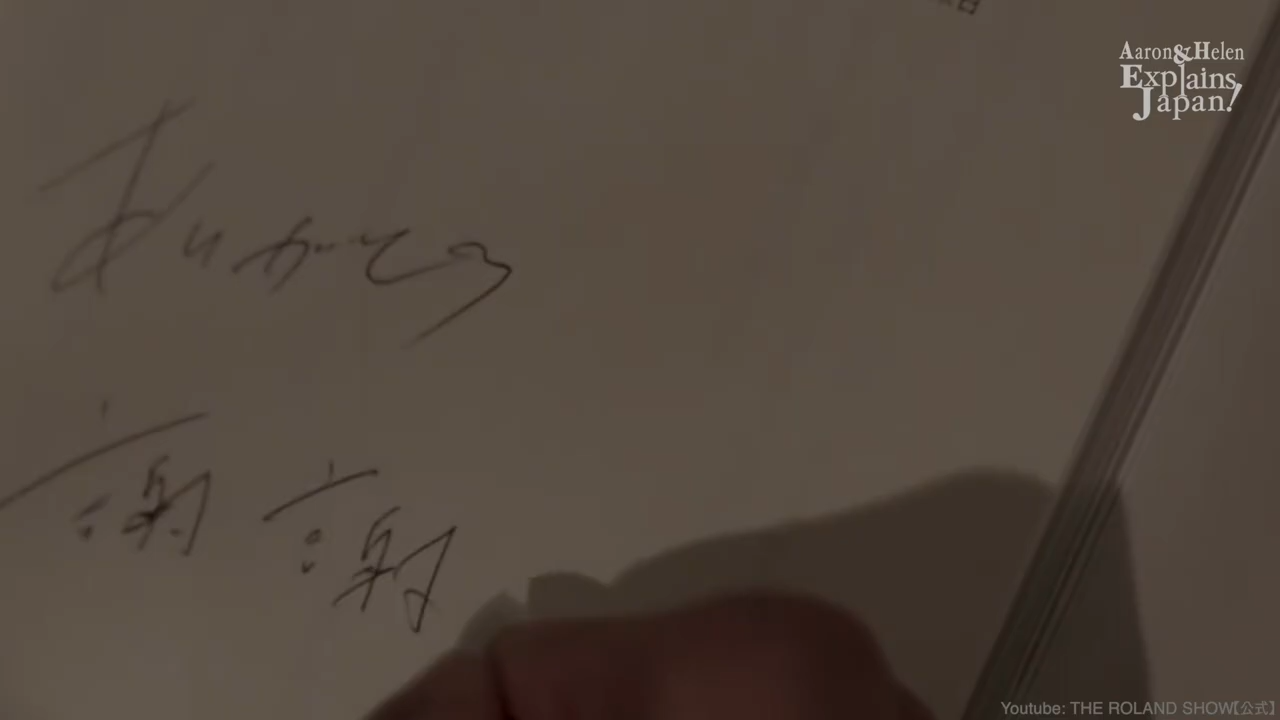 Aaron&Helen
Explains
Japan!
ありがとう
謝謝
Youtube: THE ROLAND SHOW【公式】